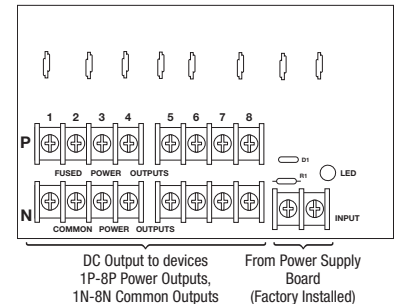 1 2 3 4 5 6 7 8
P
FUSED POWER OUTPUTS
D1
R1
LED
N
INPUT
COMMON POWER OUTPUTS
DC Output to devices
1P-8P Power Outputs,
1N-8N Common Outputs
From Power Supply
Board
(Factory Installed)